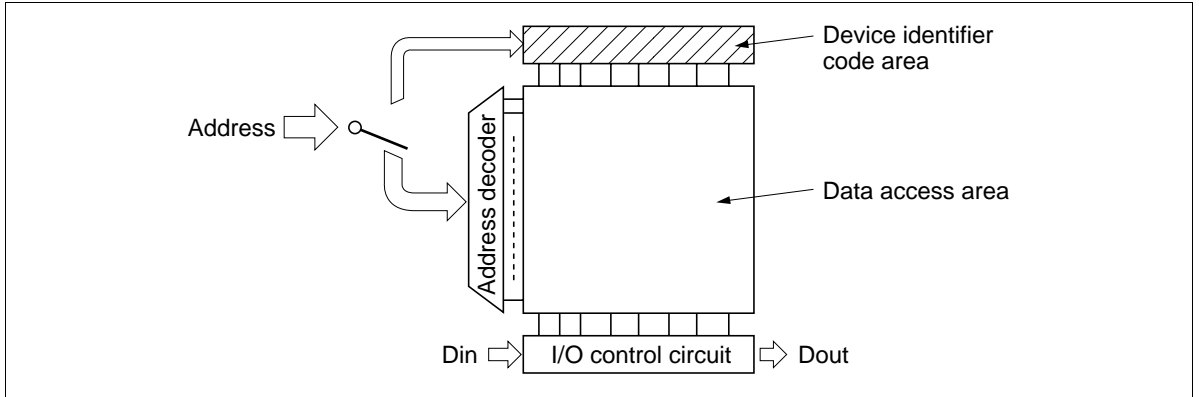 Device identifier
code area
Address
Address decoder
Data access area
Din
I/O control circuit
Dout